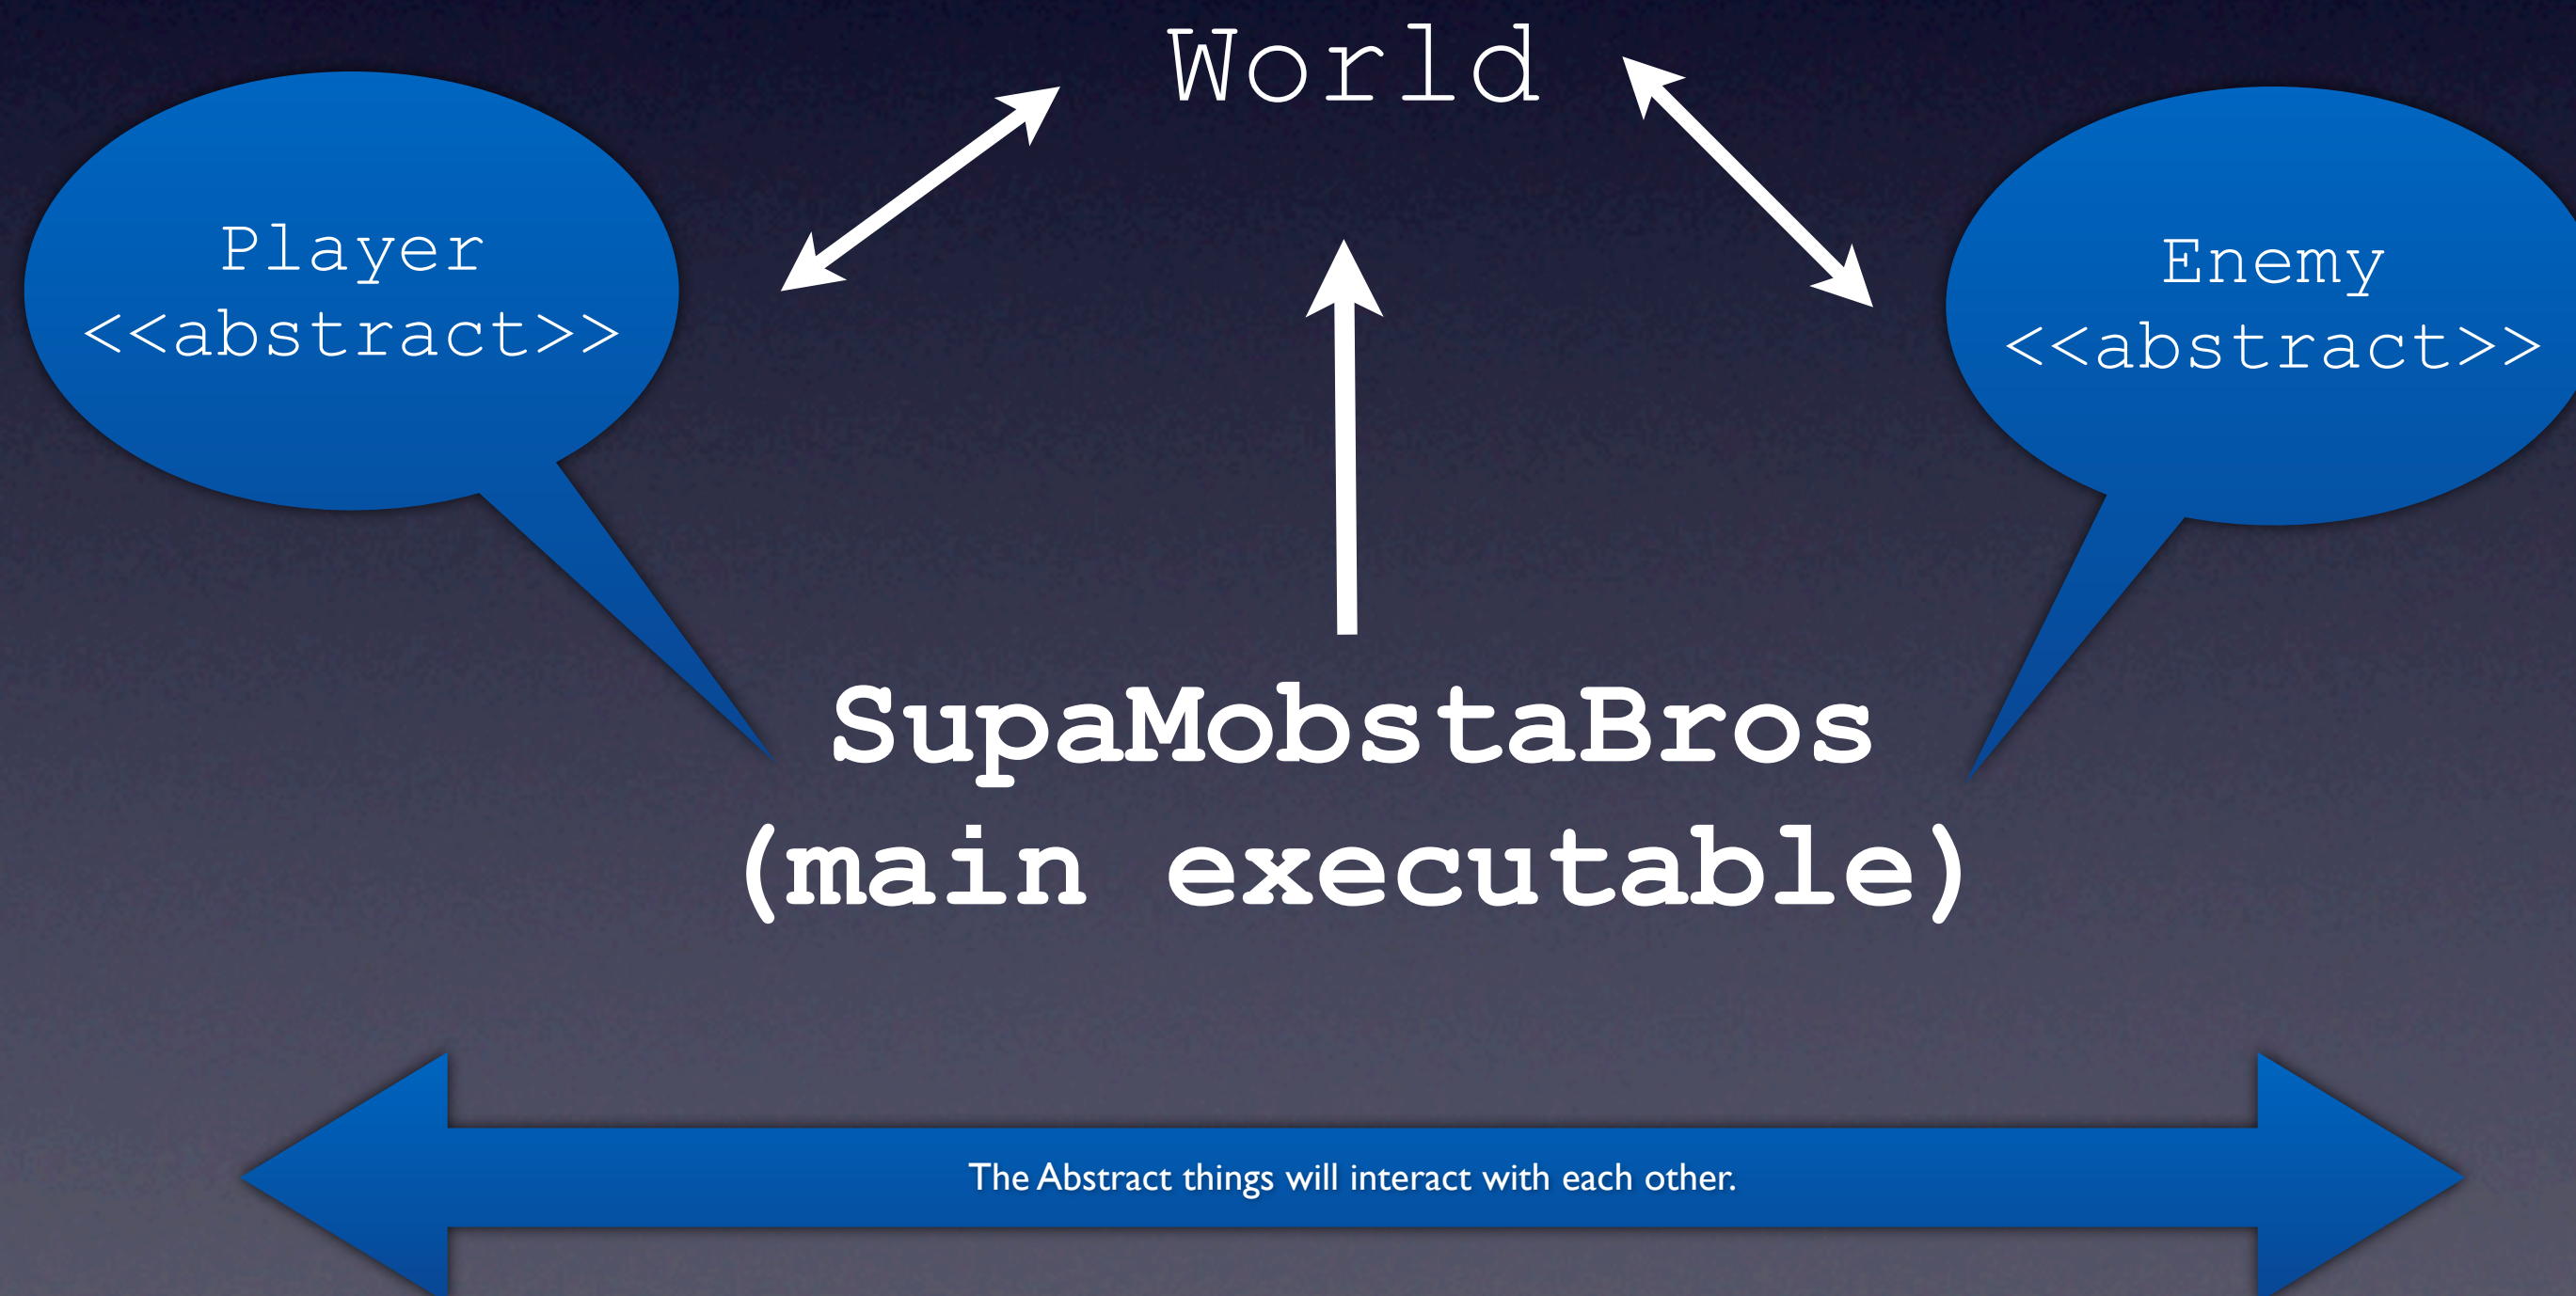 World
Player
<<abstract>>
Enemy
<<abstract>>
SupaMobstaBros
(main executable)
The Abstract things will interact with each other.